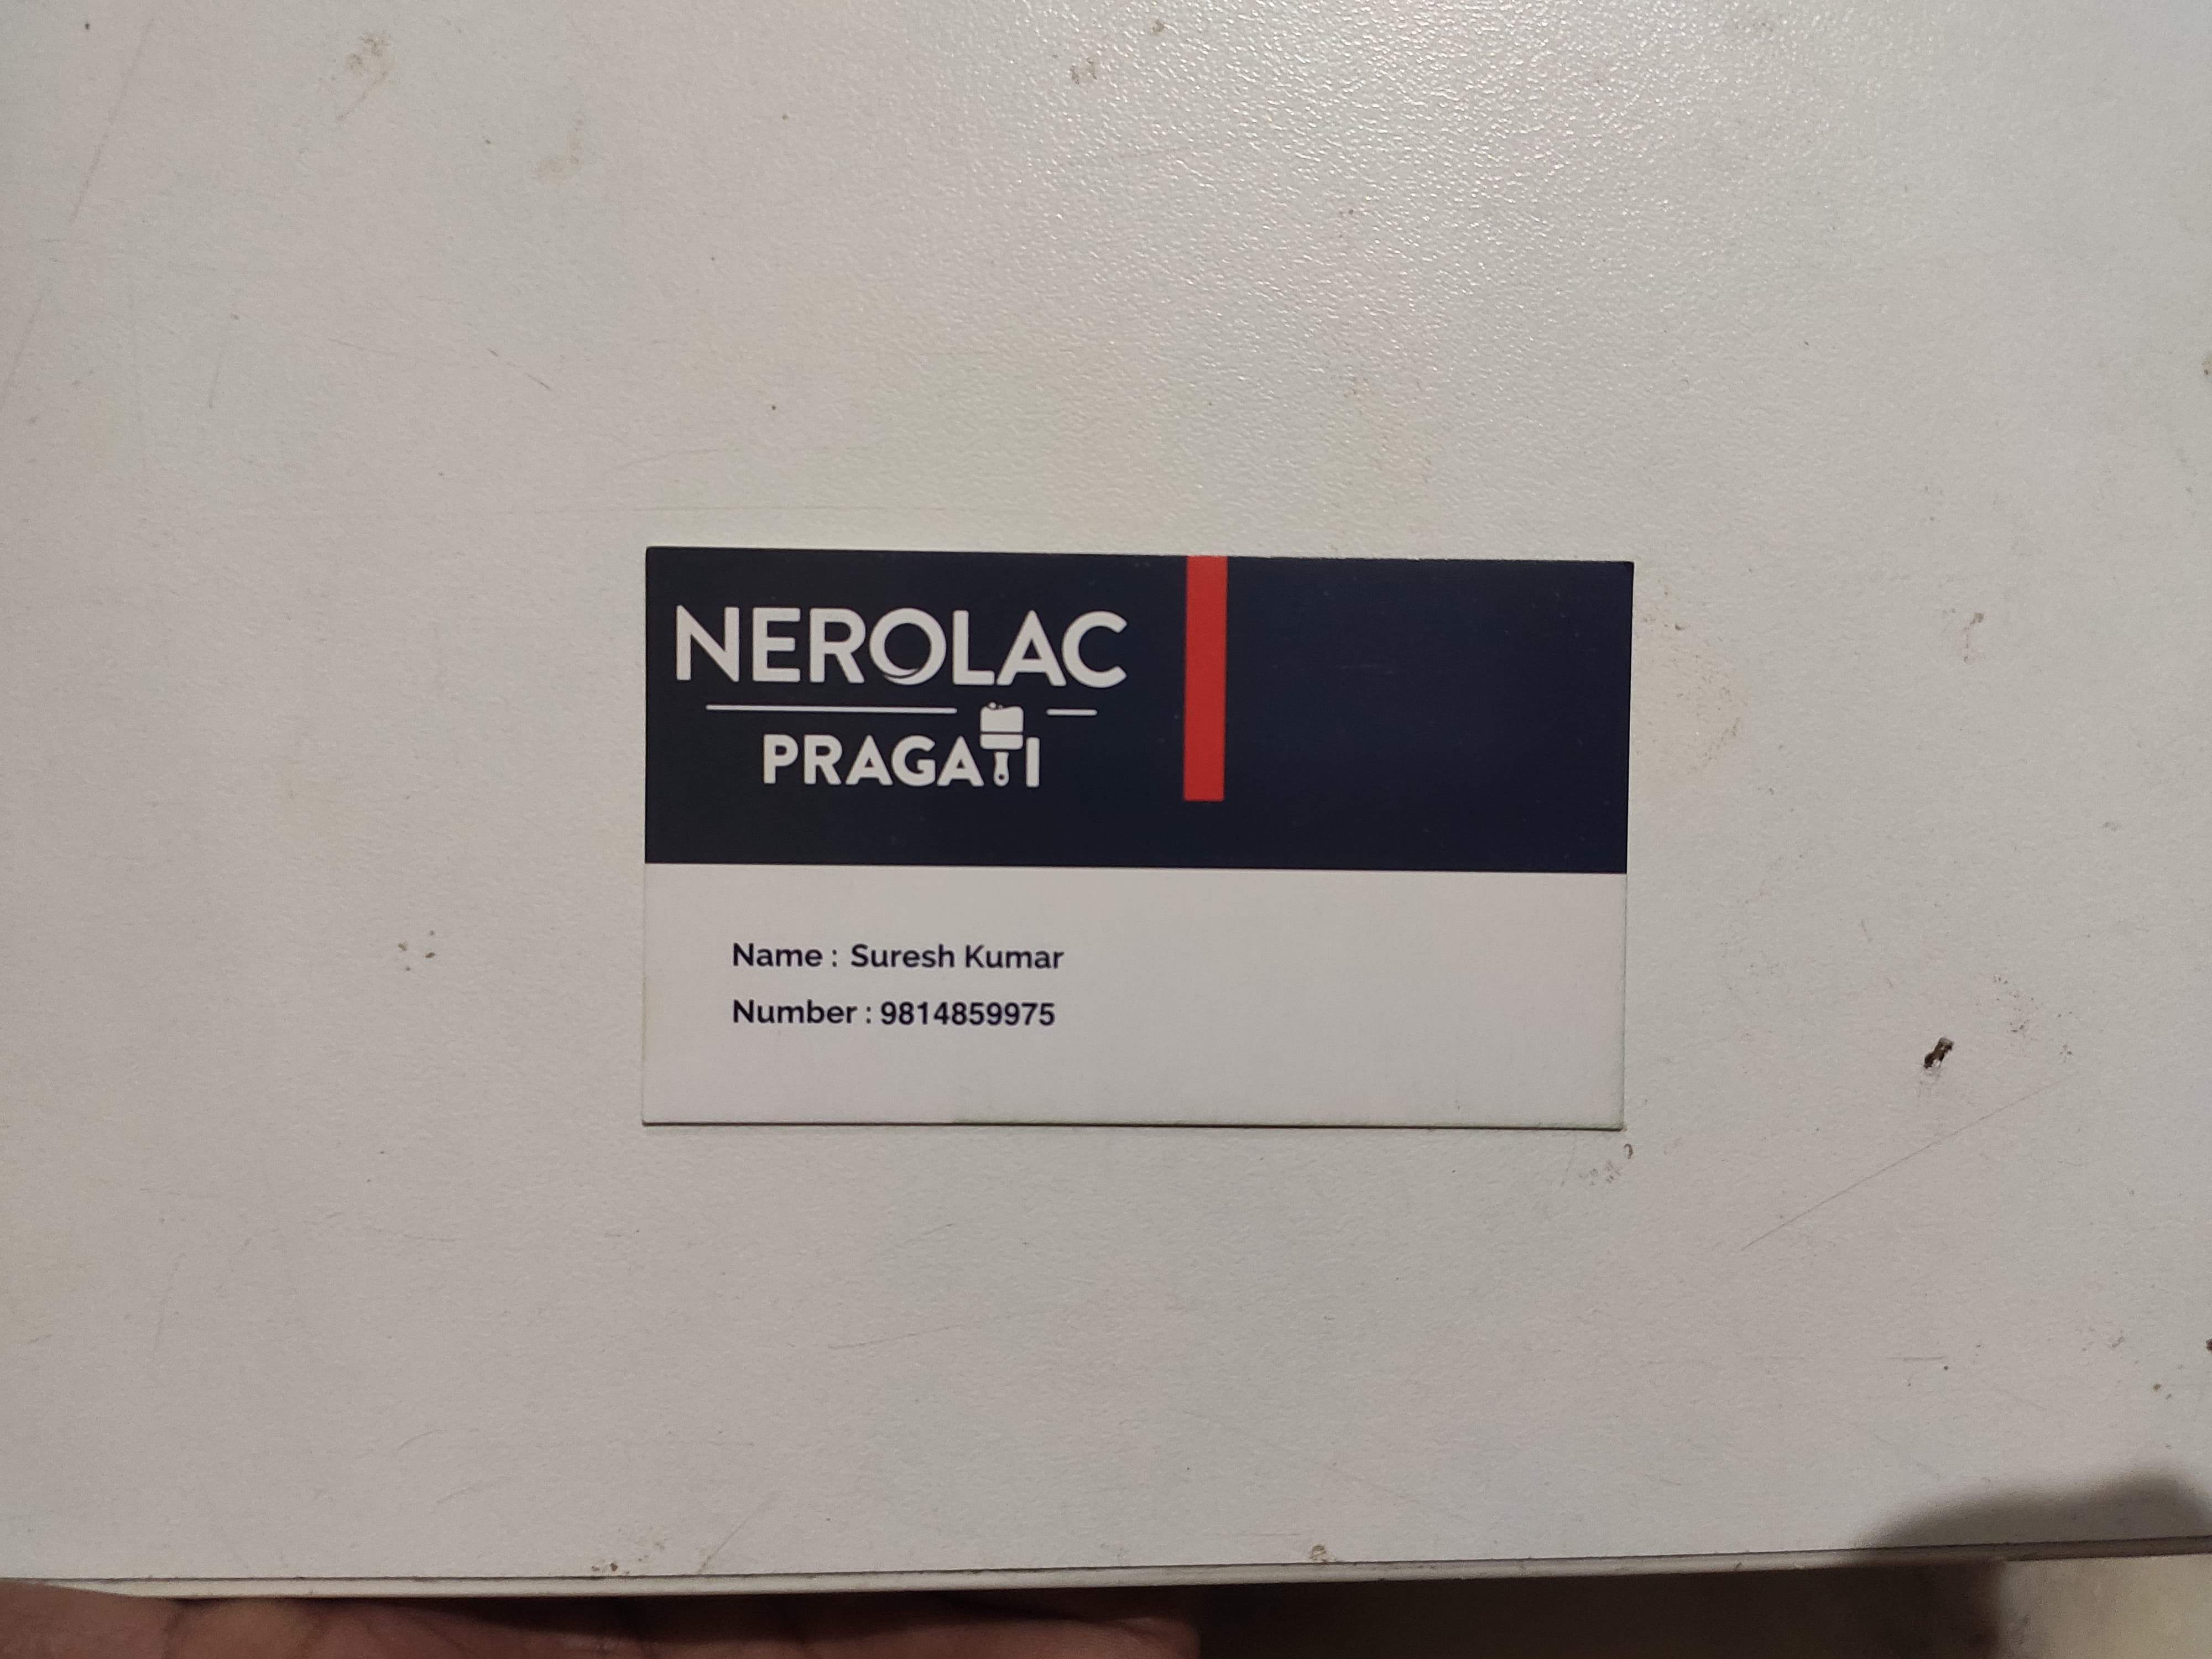 NEROLAC
PRAGATI
Name : Suresh Kumar
Number : 9814859975